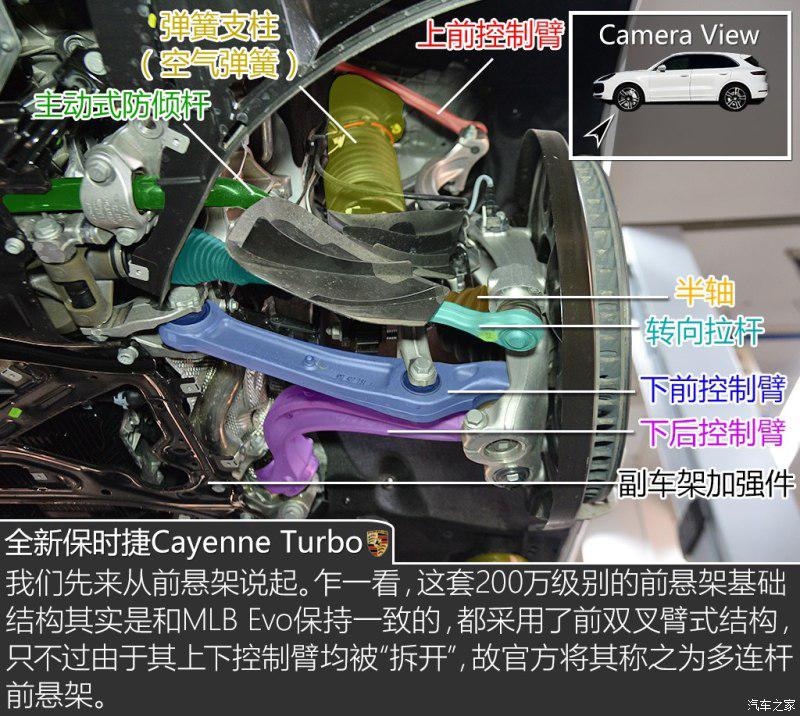 弹簧支柱
（空气弹簧）
上前控制臂
Camera View
主动式防倾杆
半轴
转向拉杆
下前控制臂
下后控制臂
副车架加强件
全新保时捷Cayenne Turbo
我们先来从前悬架说起。乍一看，这套200万级别的前悬架基础
结构其实是和MLB Evo保持一致的，都采用了前双叉臂式结构，
只不过由于其上下控制臂均被“拆开”，故官方将其称之为多连杆
前悬架。
汽车之家